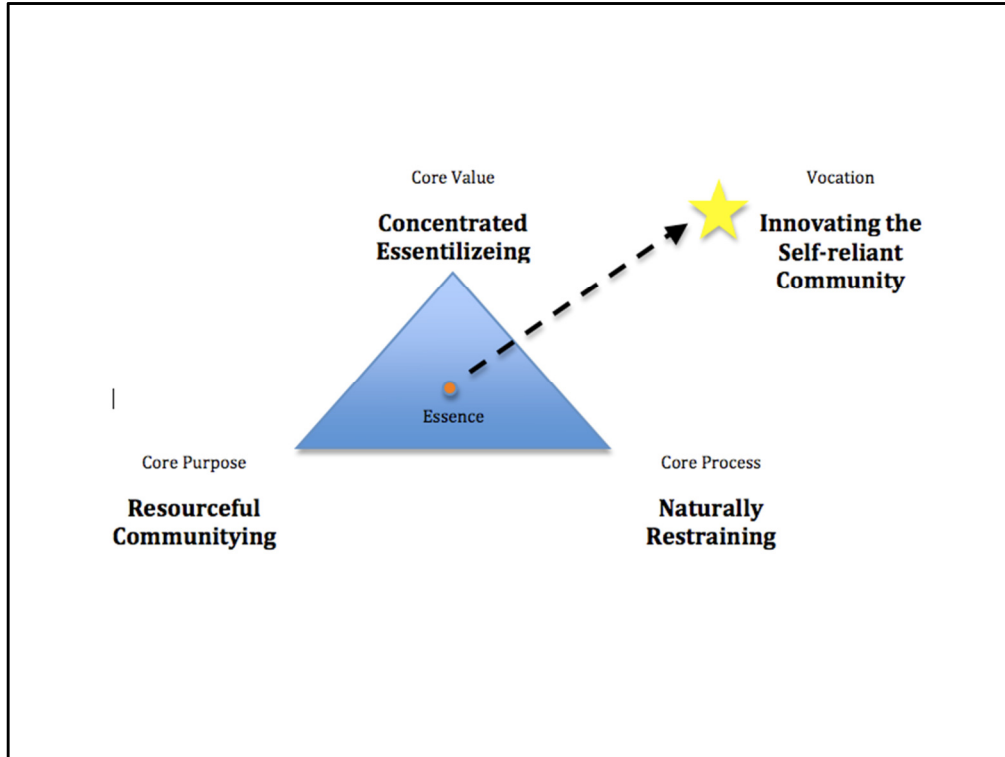 Core Value
Concentrated
Essentilizeing
Vocation
Innovating the
Self-reliant
Community
Essence
Core Purpose
Resourceful
Communitying
Core Process
Naturally
Restraining